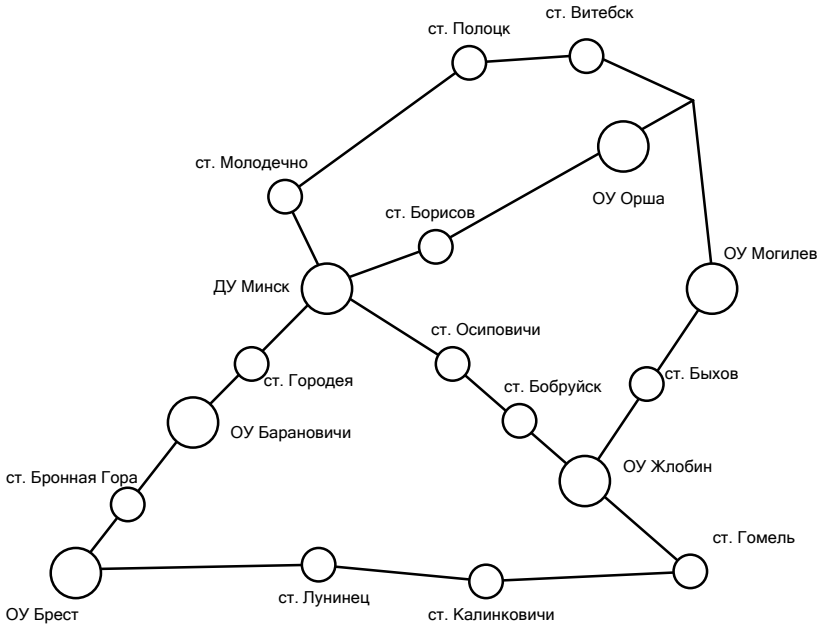 ст. Витебск
ст. Полоцк
ст. Молодечно
ОУ Орша
ст. Борисов
ОУ Могилев
ДУ Минск
ст. Осиповичи
ст. Городея
ст. Быхов
ст. Бобруйск
ОУ Барановичи
ОУ Жлобин
ст. Бронная Гора
ст. Гомель
ст. Лунинец
ОУ Брест
ст. Калинковичи